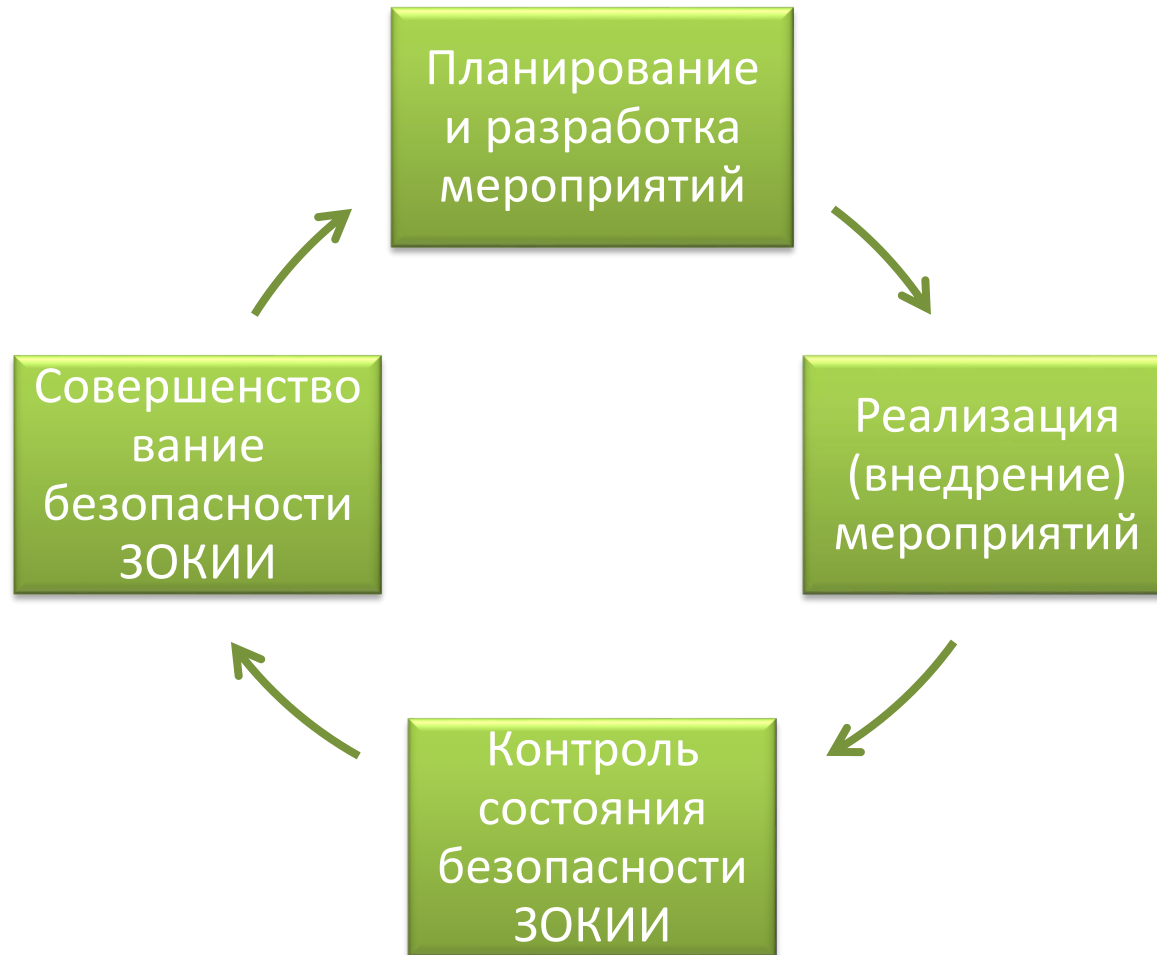 Планирование
и разработка
мероприятий
Совершенство
вание
безопасности
ЗОКИИ
Реализация
(внедрение)
мероприятий
Контроль
состояния
безопасности
ЗОКИИ